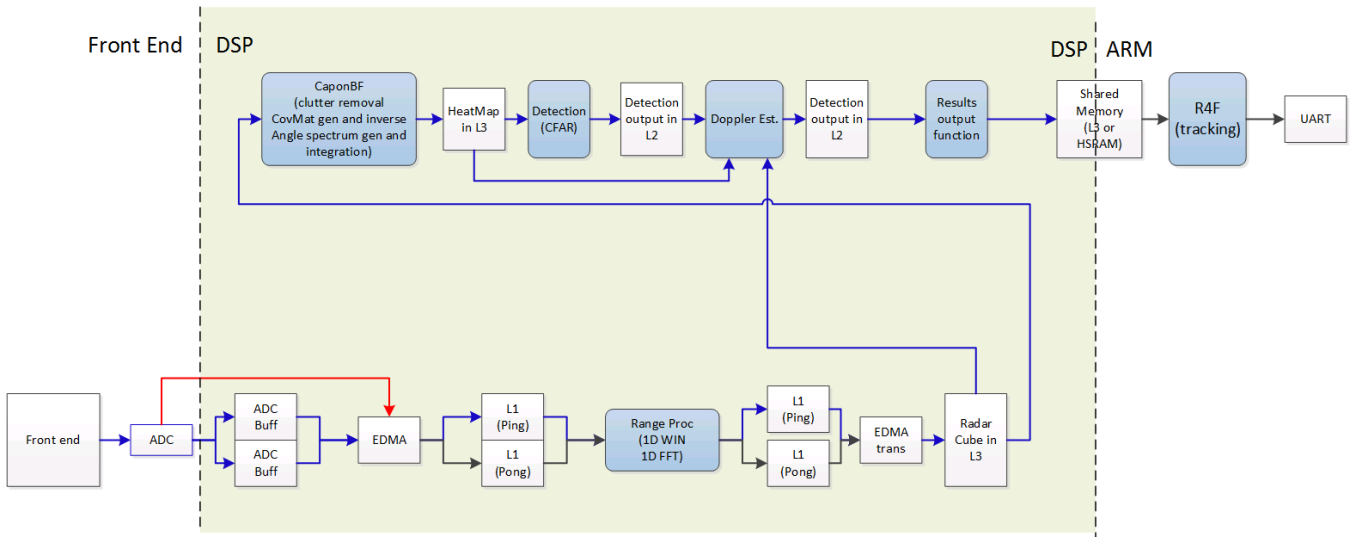 Front End
DSP
DSP
ARM
CaponBF
(clutter removal
CovMat gen and inverse
Angle spectrum gen and
integration)
HeatMap
in L3
Detection
(CFAR)
Detection
output in
L2
Doppler Est.
Detection
output in
L2
Results
output
function
Shared
Memory
(L3 or
HSRAM)
R4F
(tracking)
UART
Front end
ADC
ADC
Buff
ADC
Buff
EDMA
L1
(Ping)
L1
(Pong)
Range Proc
(1D WIN
1D FFT)
L1
(Ping)
L1
(Pong)
EDMA
trans
Radar
Cube in
L3